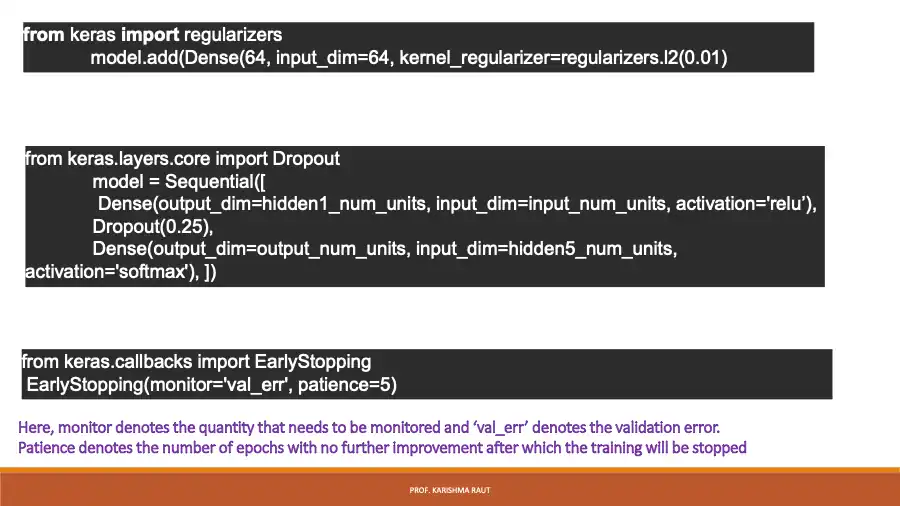 from keras import regularizers
model.add(Dense(64, input_dim=64, kernel_regularizer=regularizers.l2(0.01)
from keras.layers.core import Dropout
model = Sequential([
Dense(output_dim=hidden1_num_units, input_dim=input_num_units, activation='relu’),
Dropout(0.25),
Dense(output_dim=output_num_units, input_dim=hidden5_num_units,
activation='softmax'), ])
from keras.callbacks import EarlyStopping
EarlyStopping(monitor='val_err', patience=5)
Here, monitor denotes the quantity that needs to be monitored and ‘val_err’ denotes the validation error.
Patience denotes the number of epochs with no further improvement after which the training will be stopped
PROF. KARISHMA RAUT